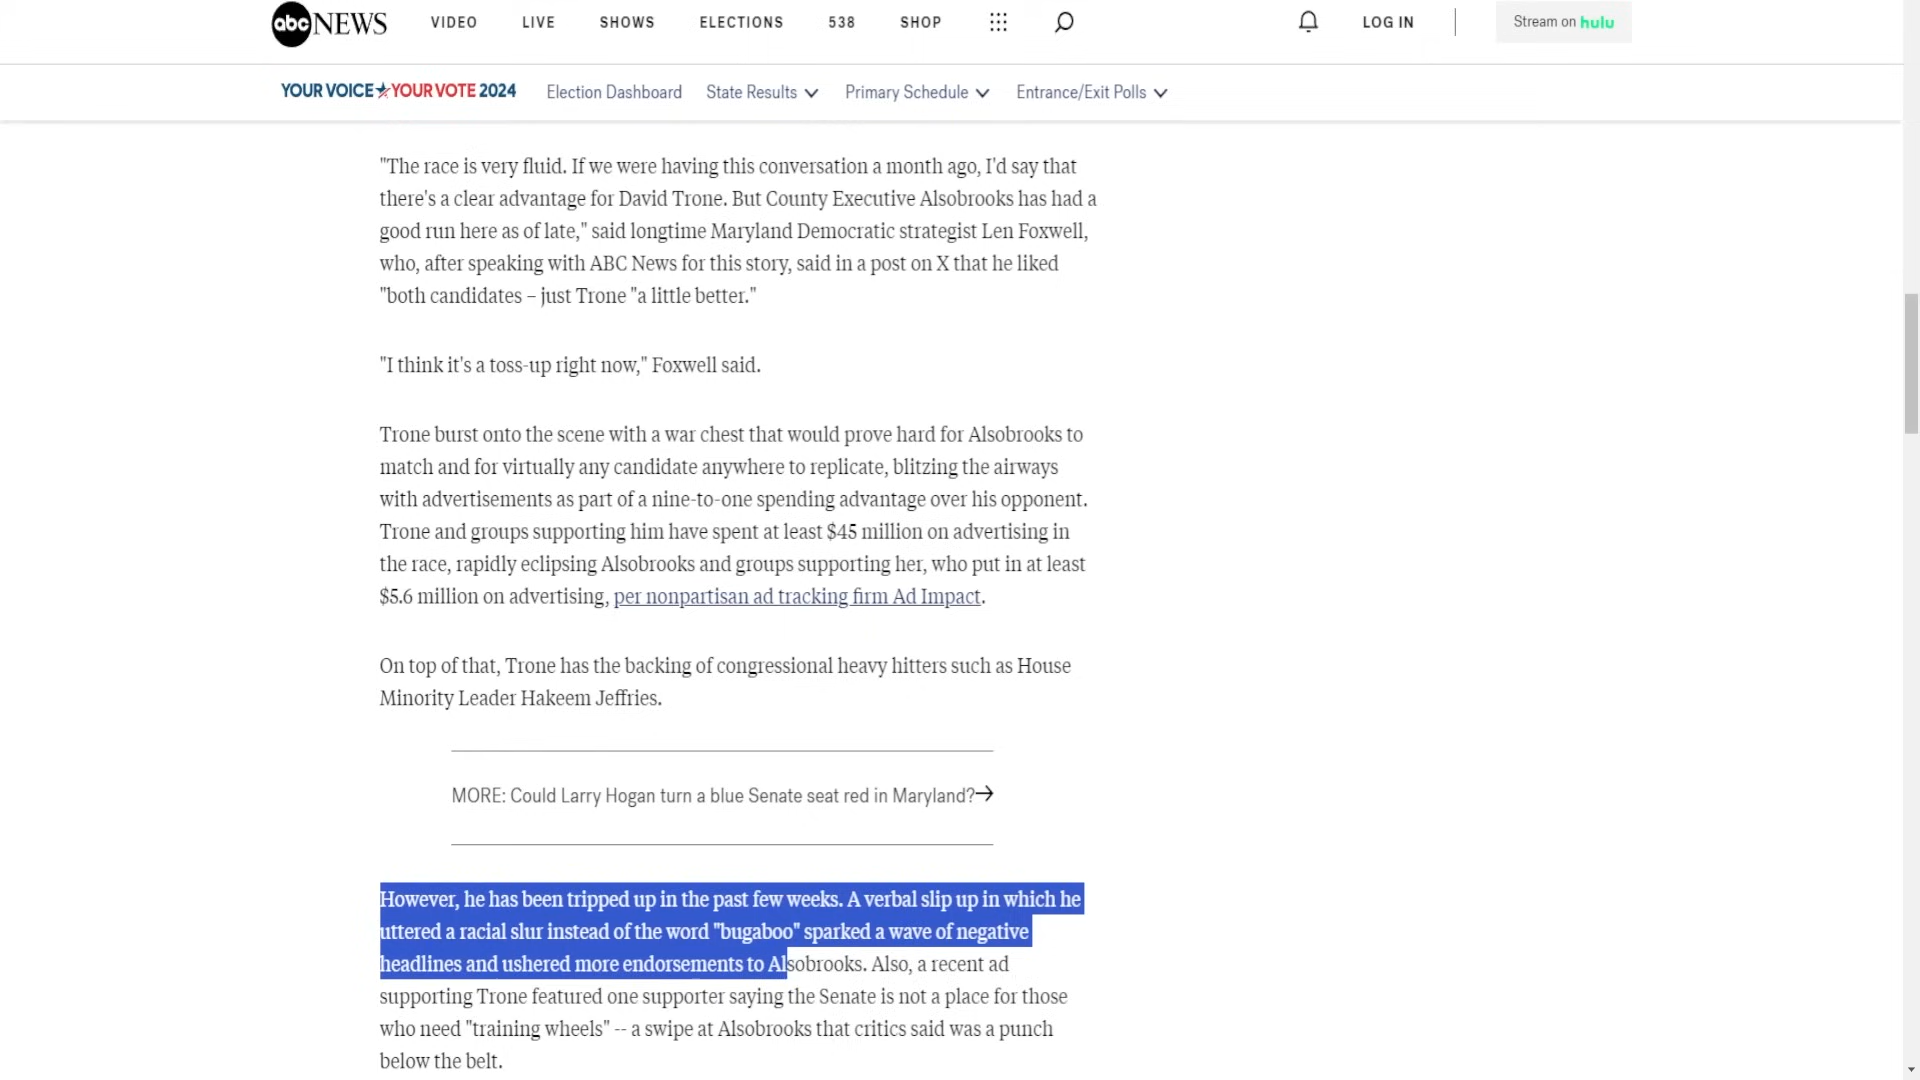 abc NEWS VIDEO LIVE SHOWS ELECTIONS 538 SHOP LOG IN Stream on hulu
YOUR VOICE YOUR VOTE 2024 Election Dashboard State Results Primary Schedule Entrance/Exit Polls
"The race is very fluid. If we were having this conversation a month ago, I'd say that
there's a clear advantage for David Trone. But County Executive Alsobrooks has had a
good run here as of late," said longtime Maryland Democratic strategist Len Foxwell,
who, after speaking with ABC News for this story, said in a post on X that he liked
"both candidates – just Trone "a little better."
"I think it's a toss-up right now," Foxwell said.
Trone burst onto the scene with a war chest that would prove hard for Alsobrooks to
match and for virtually any candidate anywhere to replicate, blitzing the airways
with advertisements as part of a nine-to-one spending advantage over his opponent.
Trone and groups supporting him have spent at least $45 million on advertising in
the race, rapidly eclipsing Alsobrooks and groups supporting her, who put in at least
$5.6 million on advertising, per nonpartisan ad tracking firm Ad Impact.
On top of that, Trone has the backing of congressional heavy hitters such as House
Minority Leader Hakeem Jeffries.
MORE: Could Larry Hogan turn a blue Senate seat red in Maryland?
However, he has been tripped up in the past few weeks. A verbal slip up in which he
uttered a racial slur instead of the word "bugaboo" sparked a wave of negative
headlines and ushered more endorsements to Alsobrooks. Also, a recent ad
supporting Trone featured one supporter saying the Senate is not a place for those
who need "training wheels" -- a swipe at Alsobrooks that critics said was a punch
below the belt.